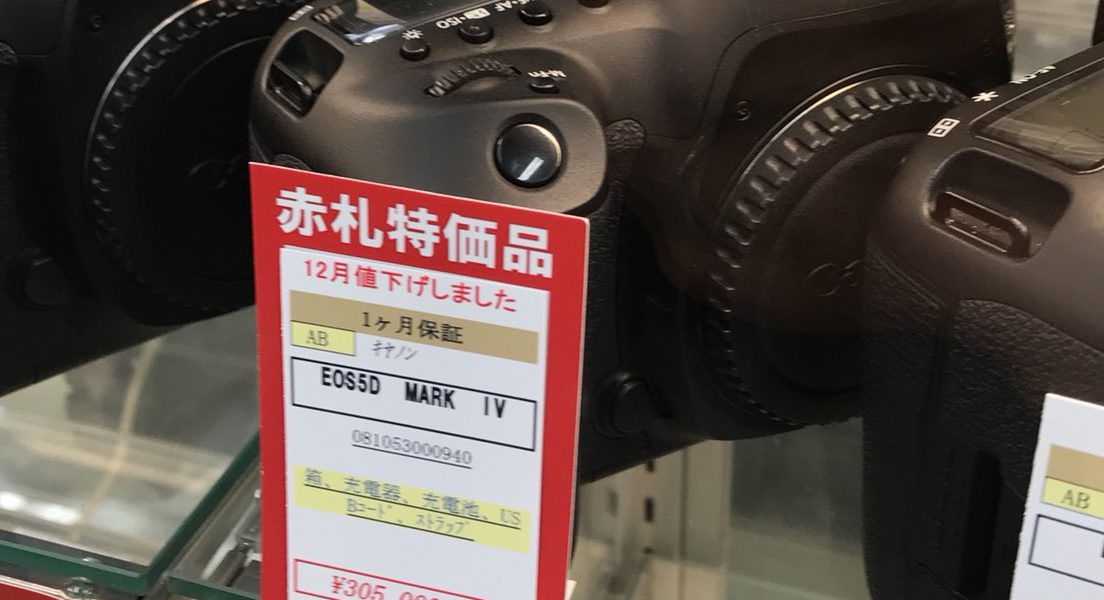 赤札特価品
12月値下げしました
1ヶ月保証
AB
キヤノン
EOS5D MARK IV
081053000940
箱、充電器、充電池、US
Bコード、ストラップ
AB